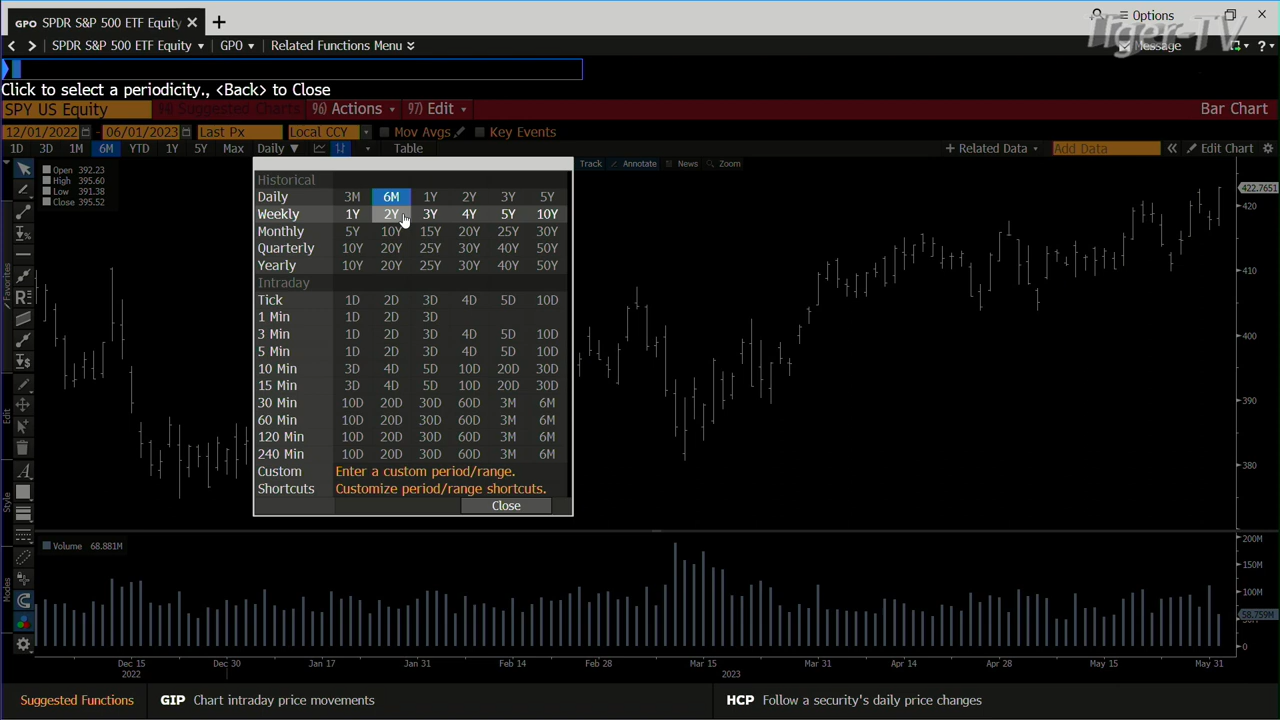 GPO SPDR S&P 500 ETF Equity × +
Options
Tiger-TV
SPDR S&P 500 ETF Equity GPO Related Functions Menu Message ?
Click to select a periodicity., <Back> to Close
SPY US Equity 98) Suggested Charts 96) Actions 97) Edit Bar Chart
12/01/2022 - 06/01/2023 Last Px Local CCY Mov Avgs Key Events
1D 3D 1M 6M YTD 1Y 5Y Max Daily ▼ Table + Related Data Add Data « Edit Chart
Track Annotate News Zoom
Open 392.23
High 395.60
Low 391.38
Close 395.52
Historical
Daily 3M 6M 1Y 2Y 3Y 5Y
Weekly 1Y 2Y 3Y 4Y 5Y 10Y
Monthly 5Y 10Y 15Y 20Y 25Y 30Y
Quarterly 10Y 20Y 25Y 30Y 40Y 50Y
Yearly 10Y 20Y 25Y 30Y 40Y 50Y
Intraday
Tick 1D 2D 3D 4D 5D 10D
1 Min 1D 2D 3D
3 Min 1D 2D 3D 4D 5D 10D
5 Min 1D 2D 3D 4D 5D 10D
10 Min 3D 4D 5D 10D 20D 30D
15 Min 3D 4D 5D 10D 20D 30D
30 Min 10D 20D 30D 60D 3M 6M
60 Min 10D 20D 30D 60D 3M 6M
120 Min 10D 20D 30D 60D 3M 6M
240 Min 10D 20D 30D 60D 3M 6M
Custom Enter a custom period/range.
Shortcuts Customize period/range shortcuts.
Close
422.7651
420
410
400
390
380
Favorites
Edit
Style
Modes
Volume 68.881M
200M
150M
100M
58.759M
0
Dec 15 Dec 30 Jan 17 Jan 31 Feb 14 Feb 28 Mar 15 Mar 31 Apr 14 Apr 28 May 15 May 31
2022 2023
Suggested Functions GIP Chart intraday price movements HCP Follow a security's daily price changes